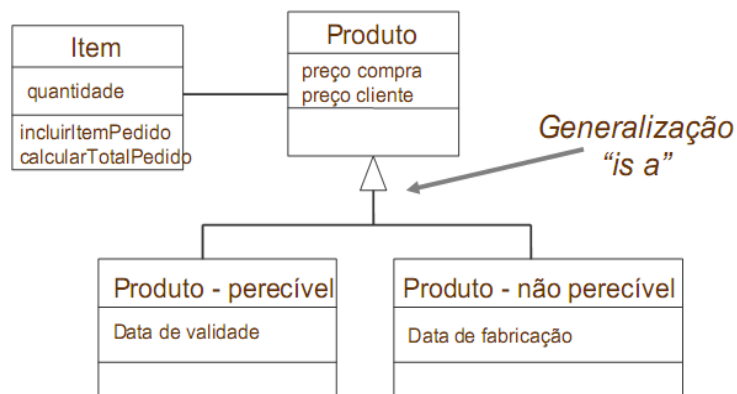 Item
quantidade
incluirItemPedido
calcularTotalPedido
Produto
preço compra
preço cliente
Generalização
“is a”
Produto - perecível
Data de validade
Produto - não perecível
Data de fabricação